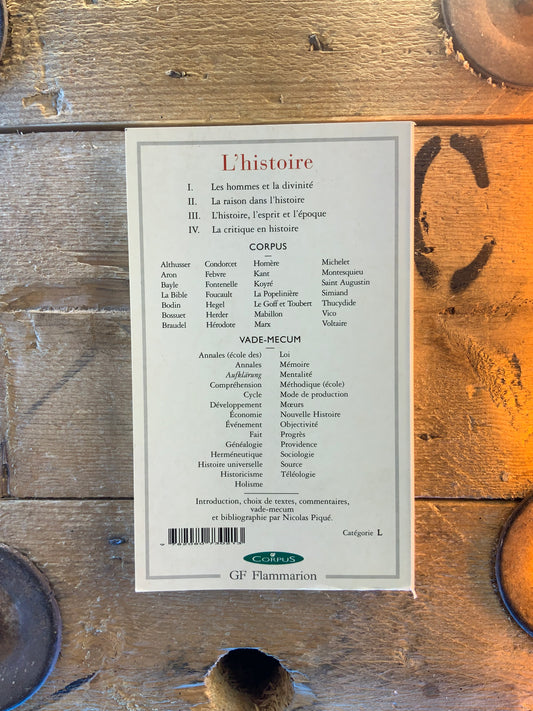 L'histoire
I. Les hommes et la divinité
II. La raison dans l'histoire
III. L'histoire, l'esprit et l'époque
IV. La critique en histoire
CORPUS
Althusser Condorcet Homère Michelet
Aron Febvre Kant Montesquieu
Bayle Fontenelle Koyré Saint Augustin
La Bible Foucault La Popelinière Simiand
Bodin Hegel Le Goff et Toubert Thucydide
Bossuet Herder Mabillon Vico
Braudel Hérodote Marx Voltaire
VADE-MECUM
Annales (école des) Loi
Annales Mémoire
Aufklärung Mentalité
Compréhension Méthodique (école)
Cycle Mode de production
Développement Mœurs
Économie Nouvelle Histoire
Événement Objectivité
Fait Progrès
Généalogie Providence
Herméneutique Sociologie
Histoire universelle Source
Historicisme Téléologie
Holisme
Introduction, choix de textes, commentaires,
vade-mecum
et bibliographie par Nicolas Piqué.
Catégorie L
CORPUS
GF Flammarion